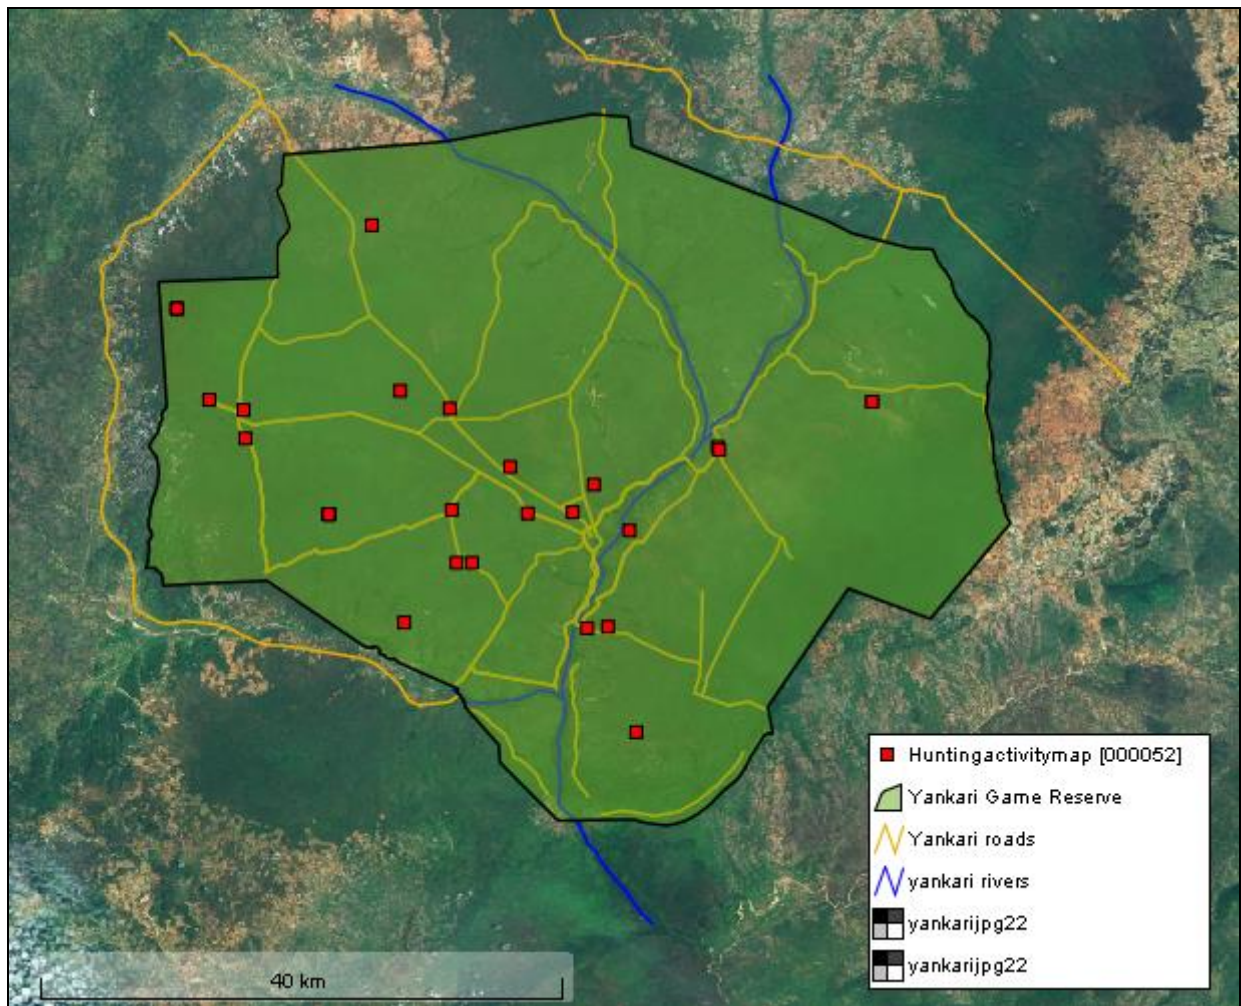 Huntingactivitymap [000052]
Yankari Game Reserve
Yankari roads
yankari rivers
yankarijpg22
yankarijpg22
40 km